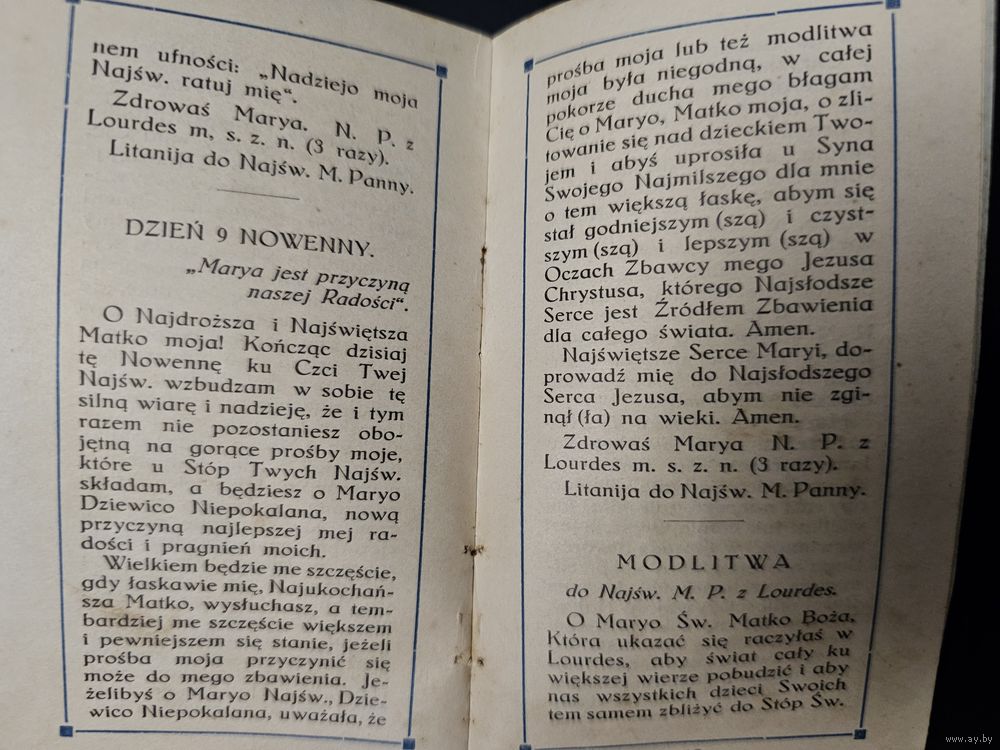 nem ufności: „Nadziejo moja
Najśw. ratuj mię“.
Zdrowaś Marya. N. P. z
Lourdes m, s. z. n. (3 razy).
Litanija do Najśw. M. Panny.
DZIEŃ 9 NOWENNY.
„Marya jest przyczyną
naszej Radości“.
O Najdroższa i Najświętsza
Matko moja! Kończąc dzisiaj
tę Nowennę ku Czci Twej
Najśw. wzbudzam w sobie tę
silną wiarę i nadzieję, że i tym
razem nie pozostaniesz obo-
jętną na gorące prośby moje,
które u Stóp Twych Najśw.
składam, a będziesz o Maryo
Dziewico Niepokalana, nową
przyczyną najlepszej mej ra-
dości i pragnień moich.
Wielkiem będzie me szczęście,
gdy łaskawie mię, Najukochań-
sza Matko, wysłuchasz, a tem-
bardziej me szczęście większem
i pewniejszem się stanie, jeżeli
prośba moja przyczynić się
może do mego zbawienia. Je-
żelibyś o Maryo Najśw., Dzie-
wico Niepokalana, uważała, że
prośba moja lub też modlitwa
moja była niegodną, w całej
pokorze ducha mego błagam
Cię o Maryo, Matko moja, o zli-
towanie się nad dzieckiem Two-
jem i abyś uprosiła u Syna
Swojego Najmilszego dla mnie
o tem większą łaskę, abym się
stał godniejszym (szą) i czyst-
szym (szą) i lepszym (szą) w
Oczach Zbawcy mego Jezusa
Chrystusa, którego Najsłodsze
Serce jest Źródłem Zbawienia
dla całego świata. Amen.
Najświętsze Serce Maryi, do-
prowadź mię do Najsłodszego
Serca Jezusa, abym nie zgi-
nął (ła) na wieki. Amen.
Zdrowaś Marya N. P. z
Lourdes m. s. z. n. (3 razy).
Litanija do Najśw. M. Panny.
MODLITWA
do Najśw. M. P. z Lourdes.
O Maryo Św. Matko Boża,
Która ukazać się raczyłaś w
Lourdes, aby świat cały ku
większej wierze pobudzić i aby
nas wszystkich dzieci Swoich
tem samem zbliżyć do Stóp Św.
www.ay.by